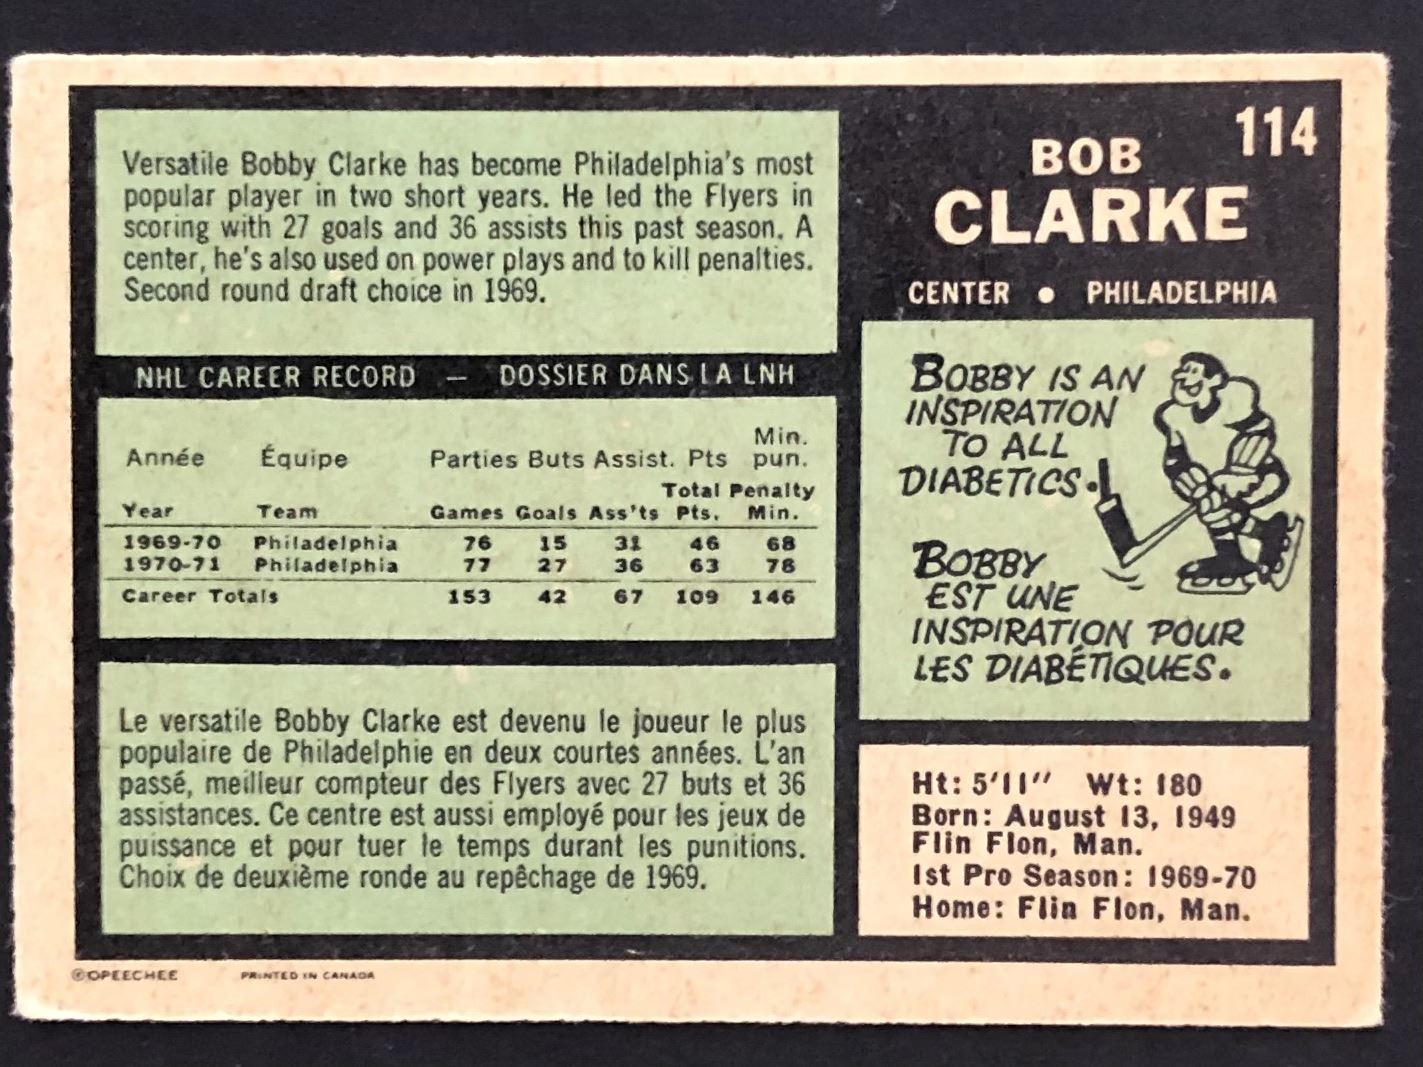 Versatile Bobby Clarke has become Philadelphia's most
popular player in two short years. He led the Flyers in
scoring with 27 goals and 36 assists this past season. A
center, he's also used on power plays and to kill penalties.
Second round draft choice in 1969.
NHL CAREER RECORD — DOSSIER DANS LA LNH
Min.
Année Équipe Parties Buts Assist. Pts pun.
Total Penalty
Year Team Games Goals Ass'ts Pts. Min.
1969-70 Philadelphia 76 15 31 46 68
1970-71 Philadelphia 77 27 36 63 78
Career Totals 153 42 67 109 146
Le versatile Bobby Clarke est devenu le joueur le plus
populaire de Philadelphie en deux courtes années. L'an
passé, meilleur compteur des Flyers avec 27 buts et 36
assistances. Ce centre est aussi employé pour les jeux de
puissance et pour tuer le temps durant les punitions.
Choix de deuxième ronde au repêchage de 1969.
114
BOB
CLARKE
CENTER • PHILADELPHIA
BOBBY IS AN
INSPIRATION
TO ALL
DIABETICS.
BOBBY
EST UNE
INSPIRATION POUR
LES DIABÉTIQUES.
Ht: 5'11" Wt: 180
Born: August 13, 1949
Flin Flon, Man.
1st Pro Season: 1969-70
Home: Flin Flon, Man.
©OPEECHEE PRINTED IN CANADA